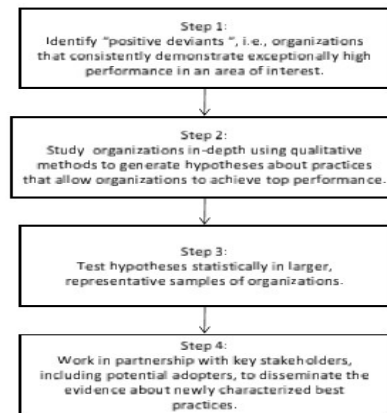 Step 1:
Identify “positive deviants ”, i.e., organizations
that consistently demonstrate exceptionally high
performance in an area of interest.
Step 2:
Study organizations in-depth using qualitative
methods to generate hypotheses about practices
that allow organizations to achieve top performance.
Step 3:
Test hypotheses statistically in larger,
representative samples of organizations.
Step 4:
Work in partnership with key stakeholders,
including potential adopters, to disseminate the
evidence about newly characterized best
practices.